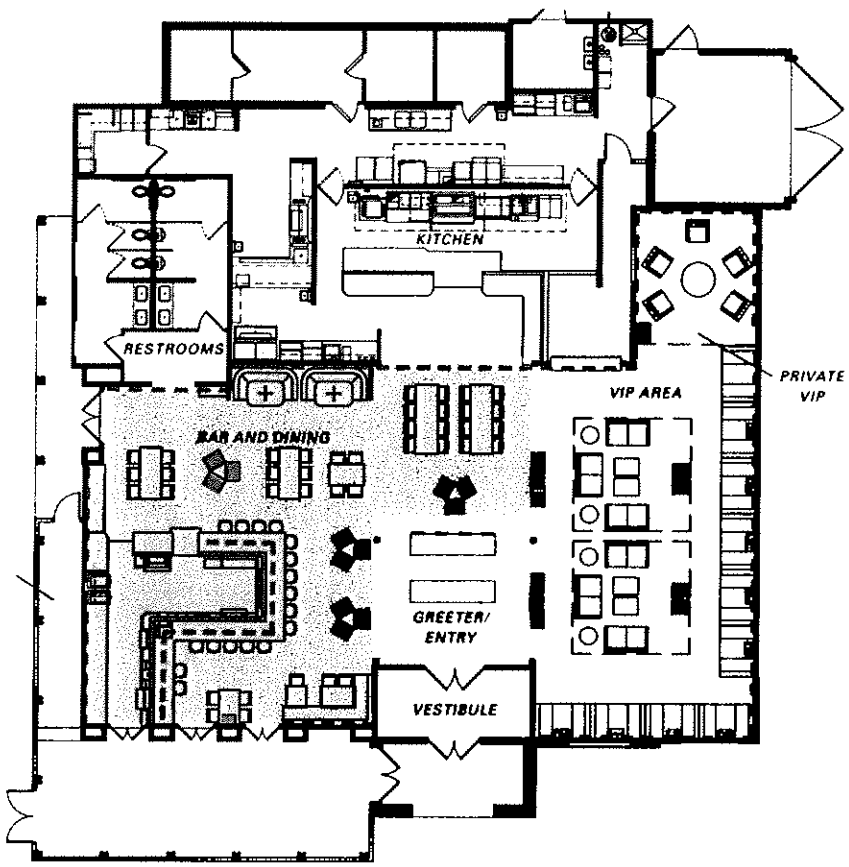 KITCHEN
RESTROOMS
PRIVATE
VIP
VIP AREA
BAR AND DINING
GREETER/
ENTRY
VESTIBULE